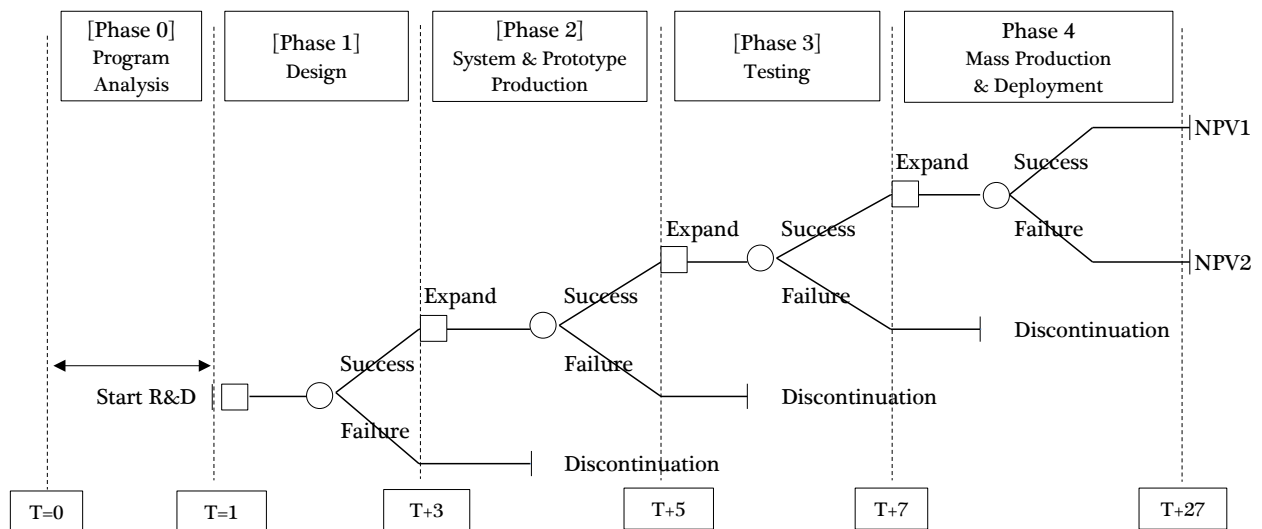 [Phase 0]
Program
Analysis
[Phase 1]
Design
[Phase 2]
System & Prototype
Production
[Phase 3]
Testing
Phase 4
Mass Production
& Deployment
NPV1
Expand
Success
Failure
NPV2
Expand
Success
Failure
Discontinuation
Expand
Success
Failure
Discontinuation
Start R&D
Success
Failure
Discontinuation
T=0
T=1
T+3
T+5
T+7
T+27